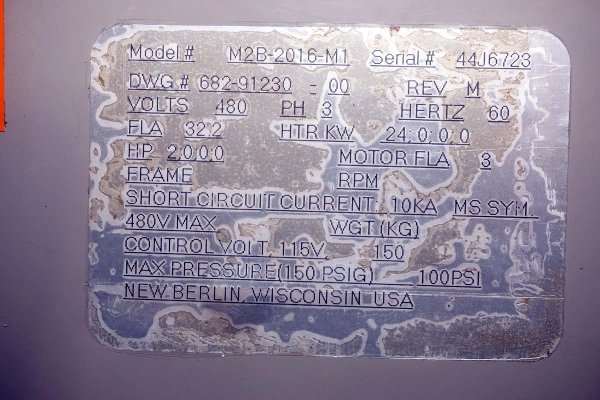 Model # M2B-2016-M1 Serial # 44J6723
DWG # 682-91230 - 00 REV M
VOLTS 480 PH 3 HERTZ 60
FLA 32.2 HTR KW 24;0;0;0
HP 2;0;0;0 MOTOR FLA 3
FRAME RPM
SHORT CIRCUIT CURRENT 10KA MS SYM
480V MAX WGT (KG)
CONTROL VOLT. 115V. 150
MAX PRESSURE(150 PSIG) 100PSI
NEW BERLIN, WISCONSIN USA